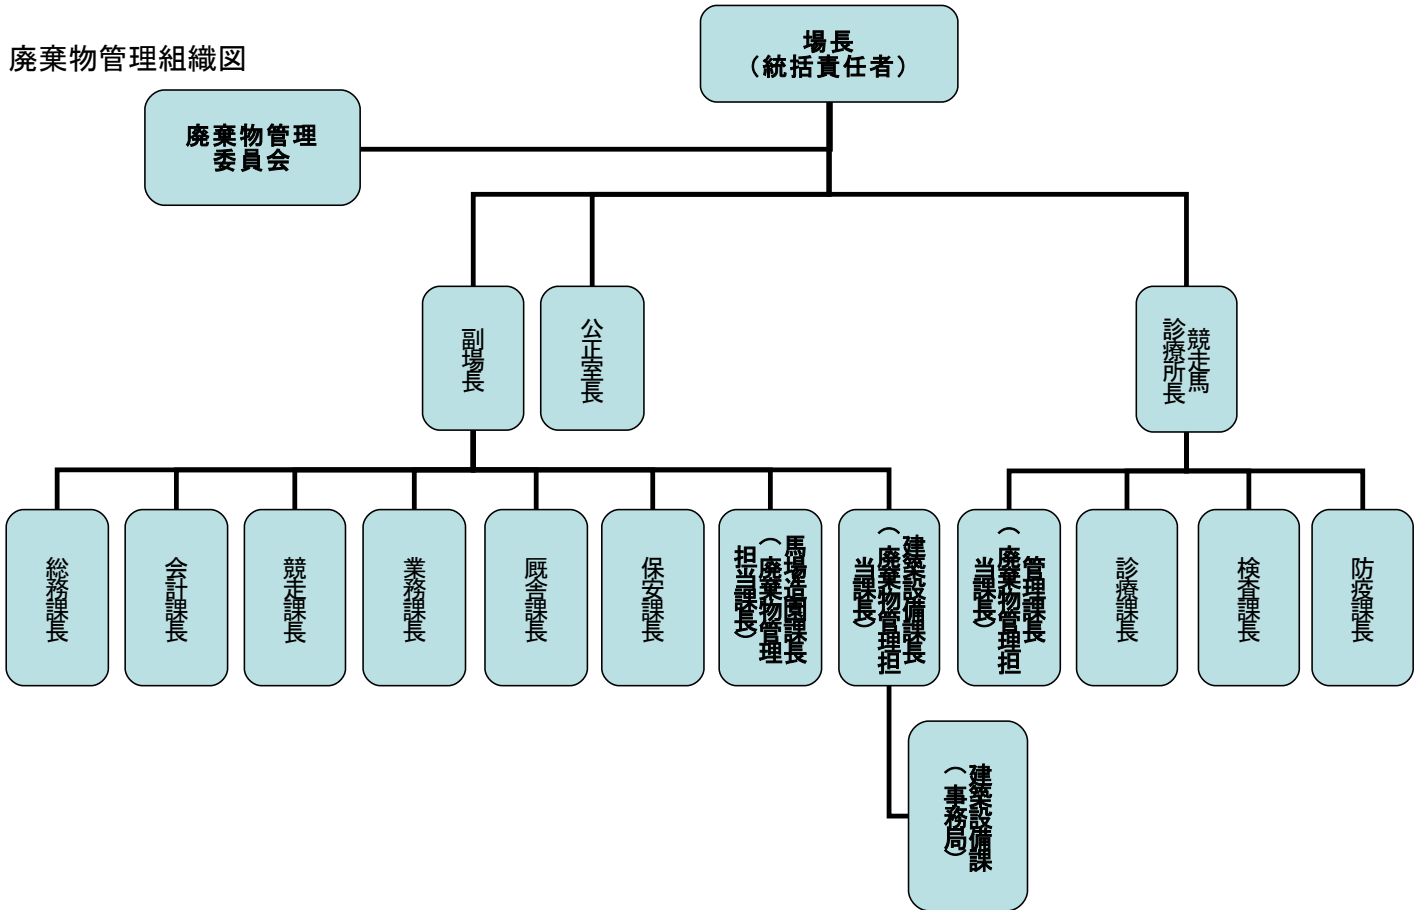 廃棄物管理組織図
場長
（統括責任者）
廃棄物管理
委員会
副場長
公正室長
競走馬
診療所長
総務課長
会計課長
競走課長
業務課長
厩舎課長
保安課長
馬場造園課長
（廃棄物管理
担当課長）
建築設備課長
（廃棄物管理担
当課長）
管理課長
（廃棄物管理担
当課長）
診療課長
検査課長
防疫課長
建築設備課
（事務局）